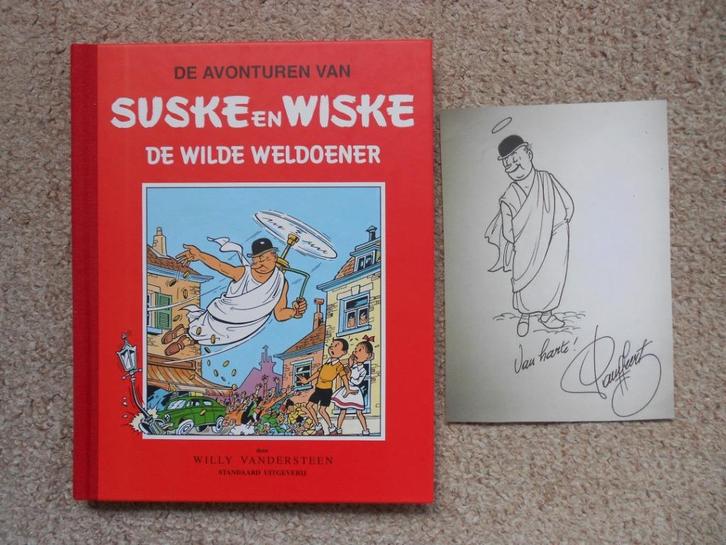 DE AVONTUREN VAN
SUSKE EN WISKE
DE WILDE WELDOENER
door
WILLY VANDERSTEEN
STANDAARD UITGEVERIJ
Van harte!